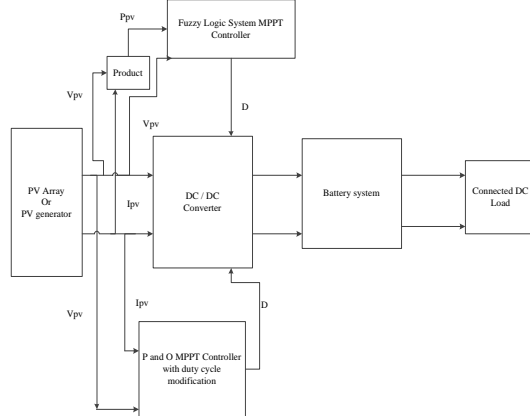 Ppv
Fuzzy Logic System MPPT
Controller
Product
Vpv
D
Vpv
PV Array
Or
PV generator
Ipv
DC / DC
Converter
Battery system
Connected DC
Load
Ipv
D
Vpv
P and O MPPT Controller
with duty cycle
modification